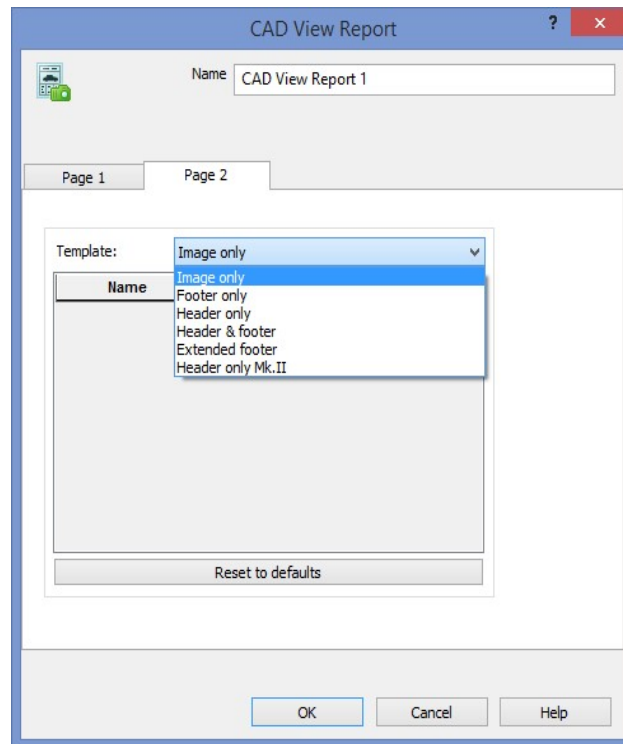 CAD View Report
?
×
Name
CAD View Report 1
Page 1
Page 2
Template:
Image only
Name
Image only
Footer only
Header only
Header & footer
Extended footer
Header only Mk.II
Reset to defaults
OK
Cancel
Help